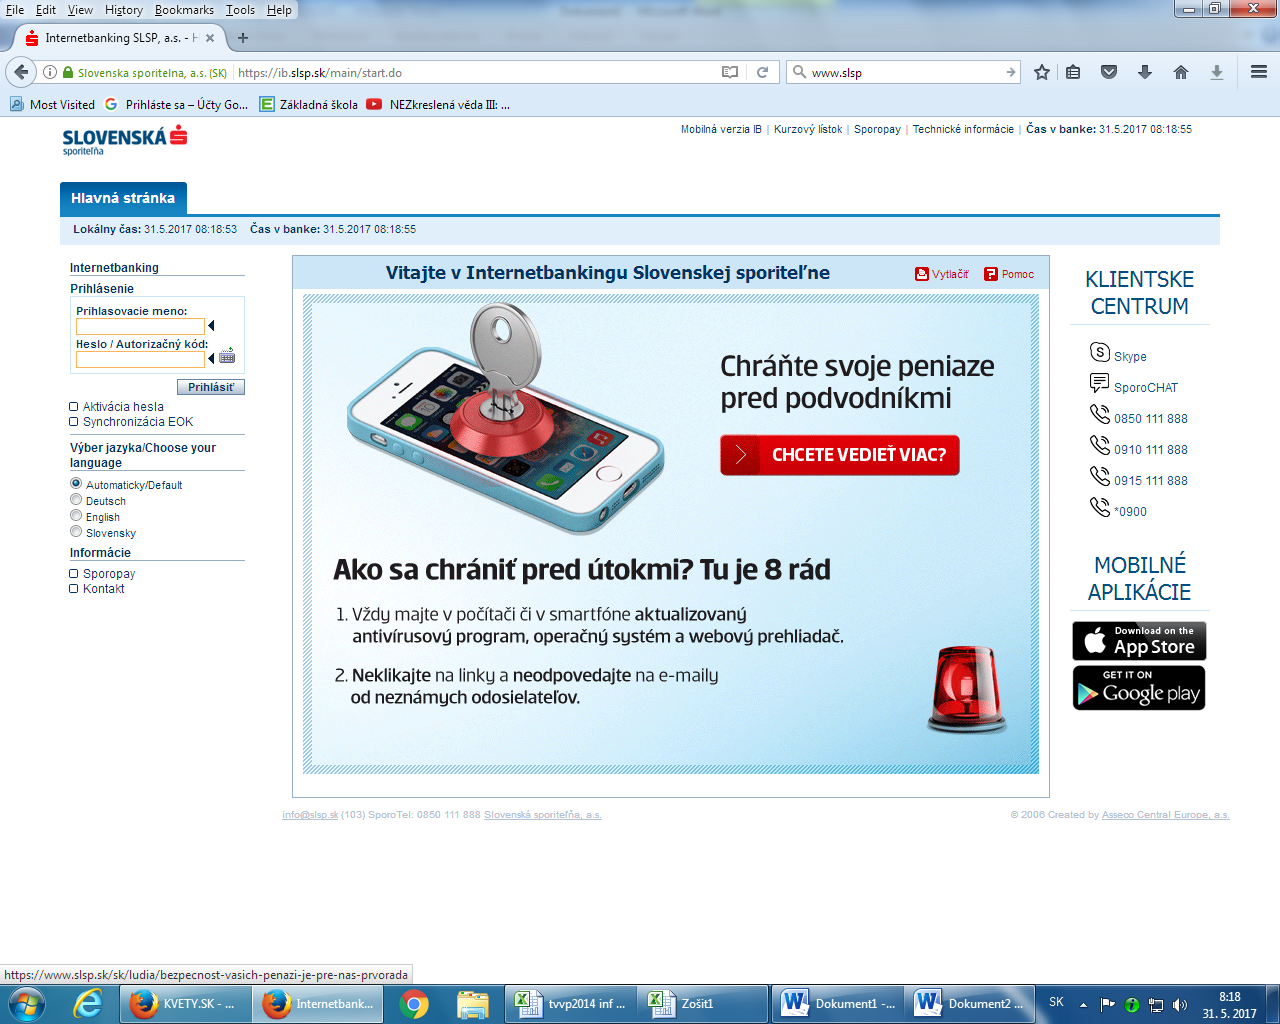 File Edit View History Bookmarks Tools Help
Internetbanking SLSP, a.s. - H
Slovenska sporitelna, a.s. (SK) https://ib.slsp.sk/main/start.do www.slsp
Most Visited Prihláste sa – Účty Go... Základná škola NEZkreslená věda III: ...
SLOVENSKÁ
sporiteľňa
Mobilná verzia IB | Kurzový lístok | Sporopay | Technické informácie | Čas v banke: 31.5.2017 08:18:55
Hlavná stránka
Lokálny čas: 31.5.2017 08:18:53 Čas v banke: 31.5.2017 08:18:55
Internetbanking
Prihlásenie
Prihlasovacie meno:
Heslo / Autorizačný kód:
Prihlásiť
Aktivácia hesla
Synchronizácia EOK
Výber jazyka/Choose your
language
Automaticky/Default
Deutsch
English
Slovensky
Informácie
Sporopay
Kontakt
Vitajte v Internetbankingu Slovenskej sporiteľne
Vytlačiť Pomoc
Chráňte svoje peniaze
pred podvodníkmi
CHCETE VEDIEŤ VIAC?
Ako sa chrániť pred útokmi? Tu je 8 rád
1. Vždy majte v počítači či v smartfóne aktualizovaný
antivírusový program, operačný systém a webový prehliadač.
2. Neklikajte na linky a neodpovedajte na e-maily
od neznámych odosielateľov.
KLIENTSKE
CENTRUM
Skype
SporoCHAT
0850 111 888
0910 111 888
0915 111 888
*0900
MOBILNÉ
APLIKÁCIE
Download on the
App Store
GET IT ON
Google play
info@slsp.sk (103) SporoTel: 0850 111 888 Slovenská sporiteľňa, a.s.
© 2006 Created by Asseco Central Europe, a.s.
https://www.slsp.sk/sk/ludia/bezpecnost-vasich-penazi-je-pre-nas-prvorada
KVETY.SK - ... Internetbank... tvvp2014 inf ... Zošit1 Dokument1 -... Dokument2 ... SK 8:18
31. 5. 2017